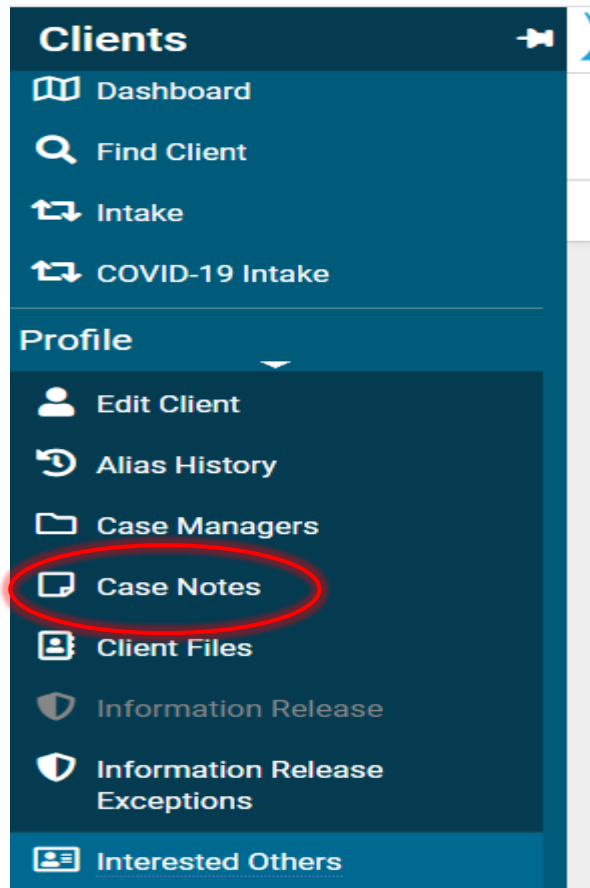 Clients
Dashboard
Find Client
Intake
COVID-19 Intake
Profile
Edit Client
Alias History
Case Managers
Case Notes
Client Files
Information Release
Information Release
Exceptions
Interested Others